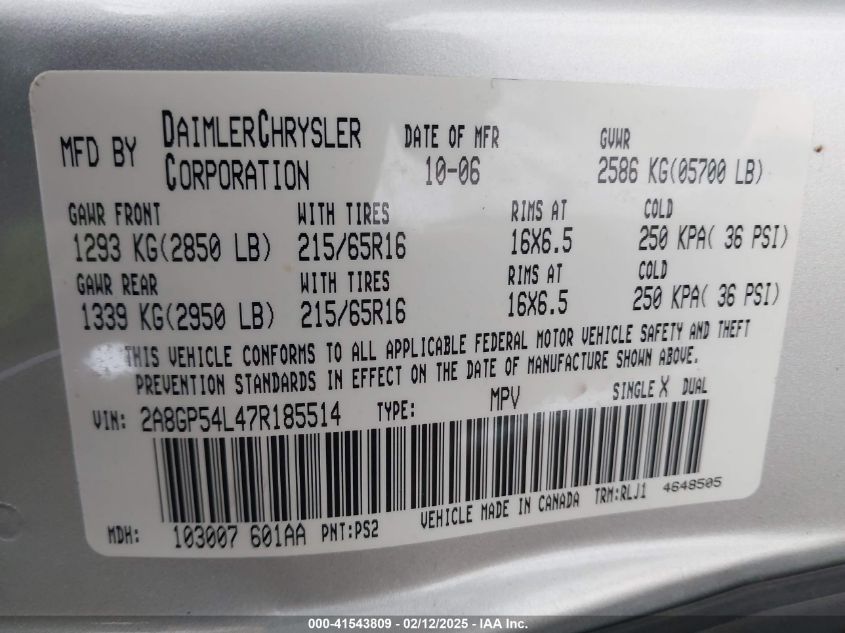 MFD BY DAIMLERCHRYSLER CORPORATION DATE OF MFR 10-06 GVWR 2586 KG(05700 LB)
GAWR FRONT WITH TIRES RIMS AT COLD
1293 KG(2850 LB) 215/65R16 16X6.5 250 KPA( 36 PSI)
GAWR REAR WITH TIRES RIMS AT COLD
1339 KG(2950 LB) 215/65R16 16X6.5 250 KPA( 36 PSI)
THIS VEHICLE CONFORMS TO ALL APPLICABLE FEDERAL MOTOR VEHICLE SAFETY AND THEFT
PREVENTION STANDARDS IN EFFECT ON THE DATE OF MANUFACTURE SHOWN ABOVE.
VIN: 2A8GP54L47R185514 TYPE: MPV SINGLE X DUAL
MDH: 103007 601AA PNT:PS2 VEHICLE MADE IN CANADA TRM:RLJ1 4648505
000-41543809 - 02/12/2025 - IAA Inc.